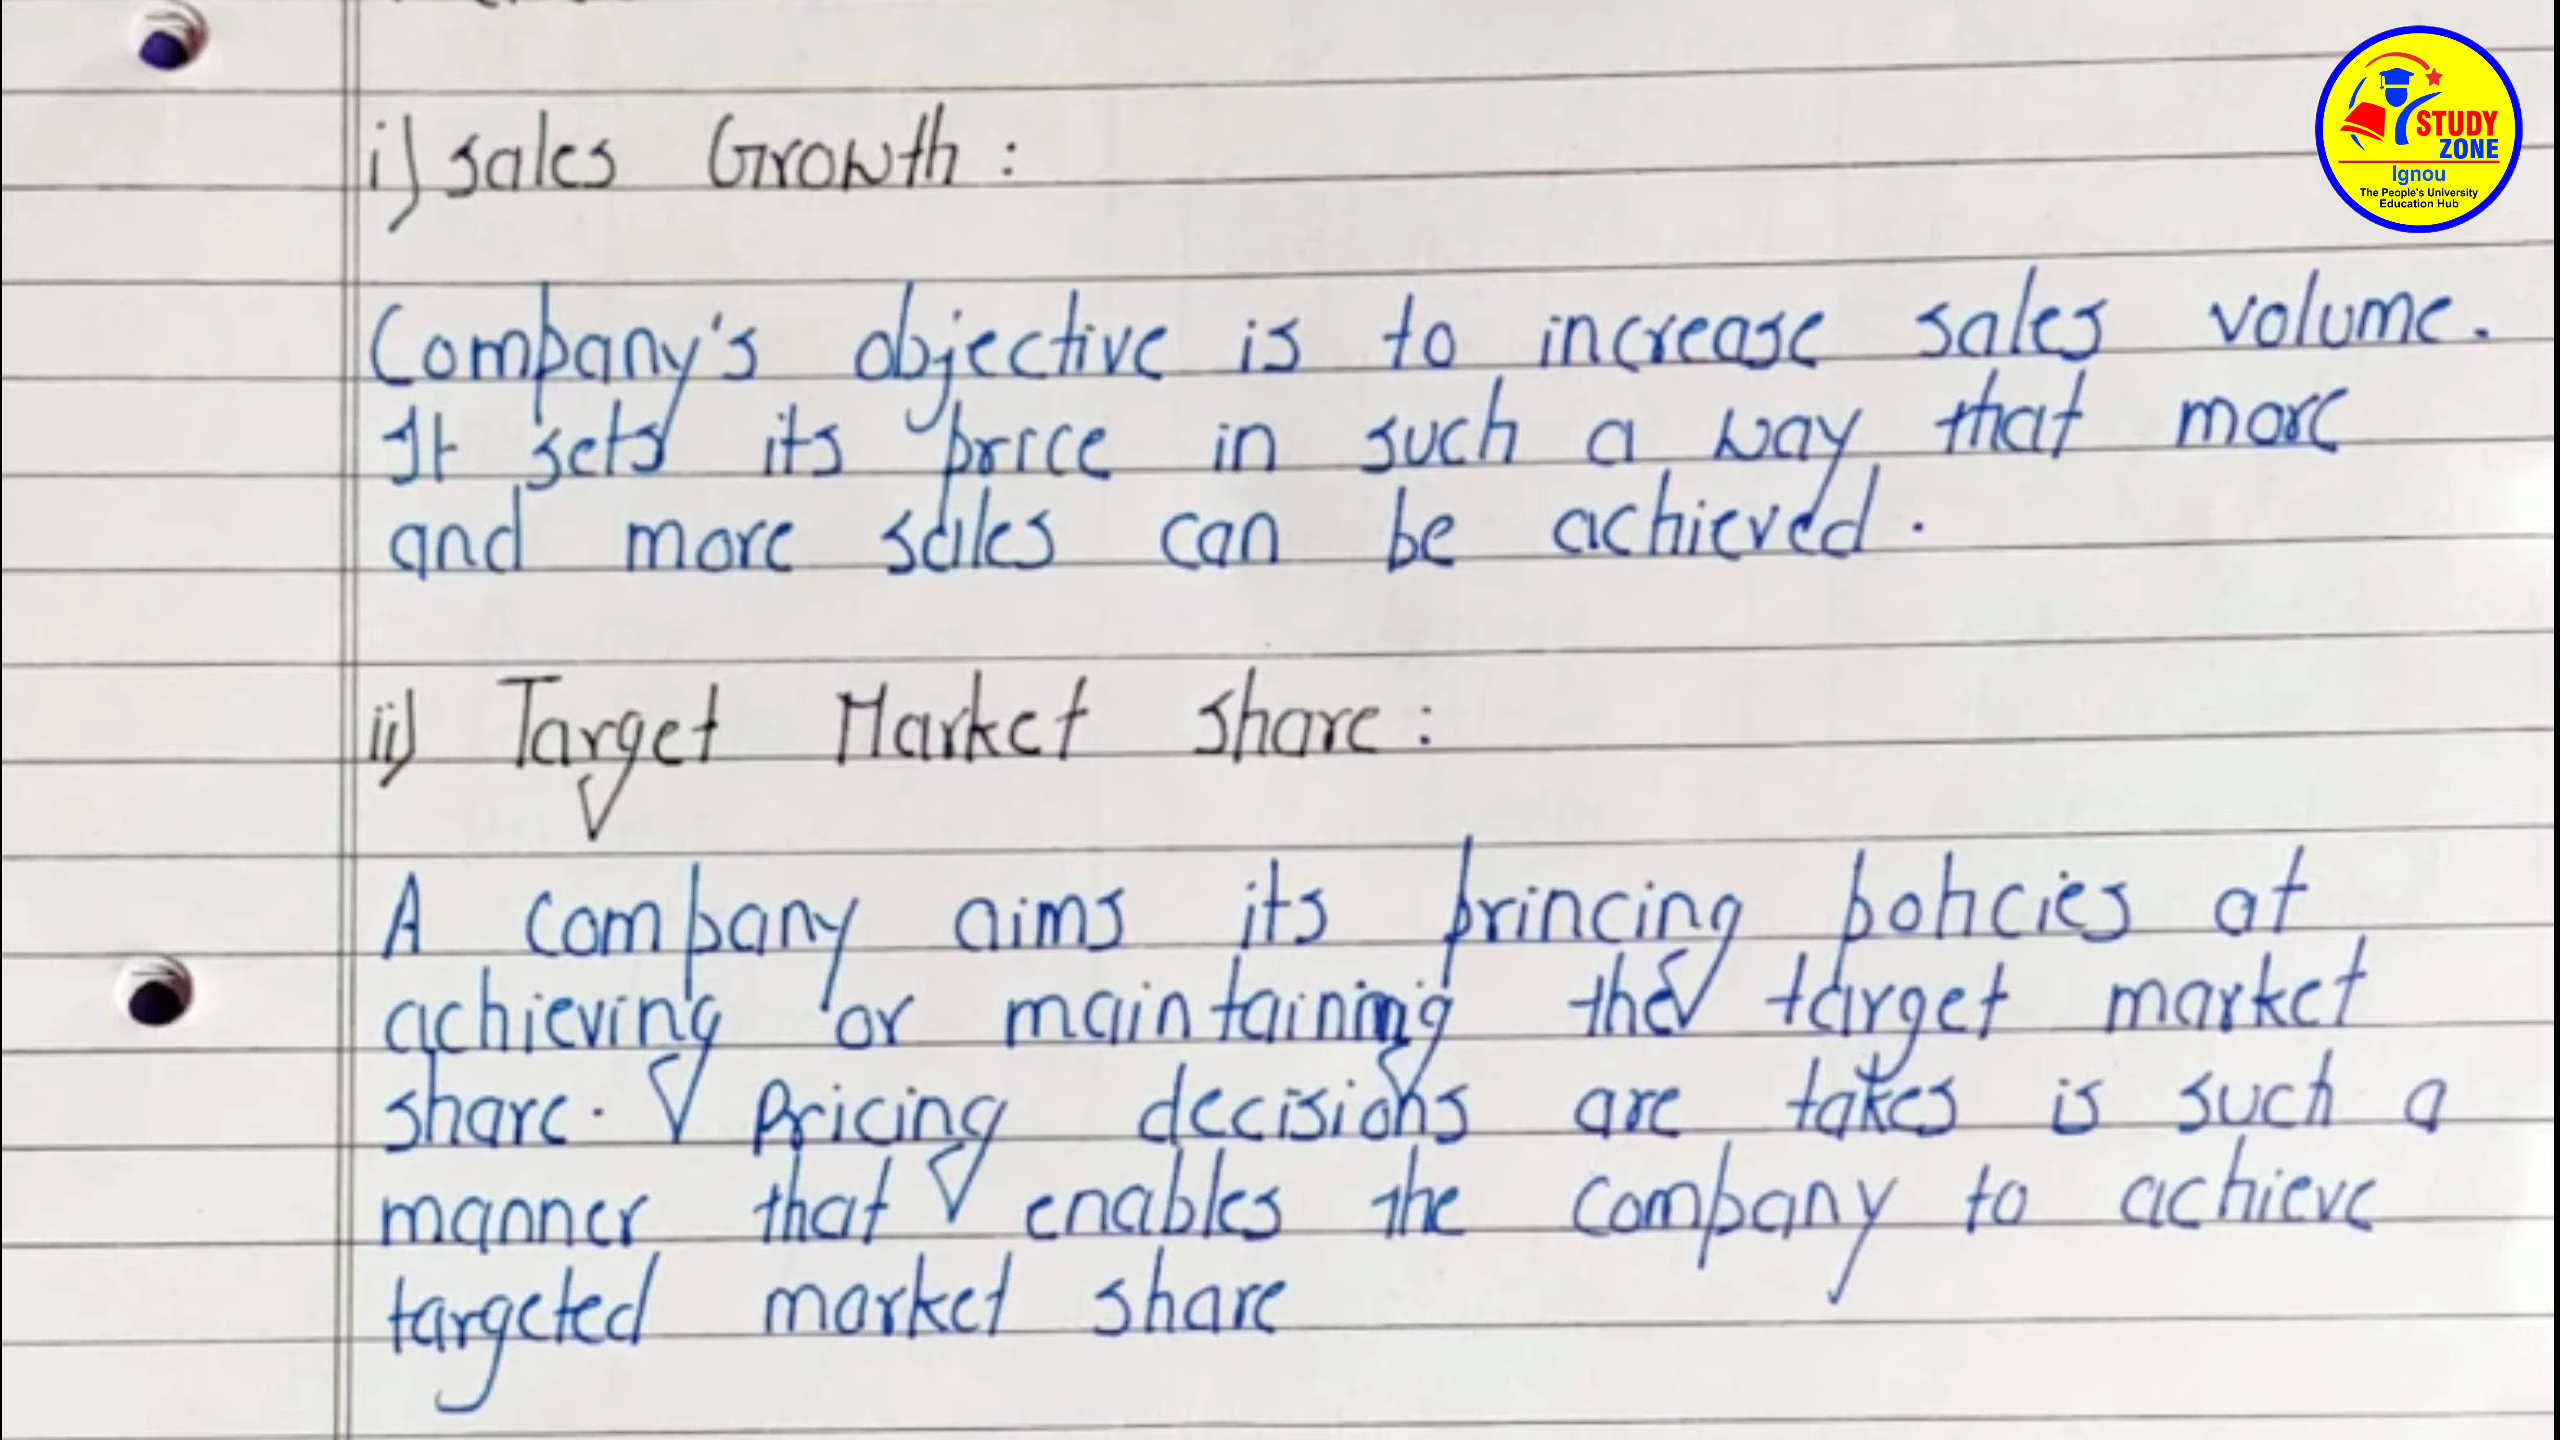 i) Sales Growth :
Company's objective is to increase sales volume.
It sets its price in such a way that more
and more sales can be achieved.
ii) Target Market Share :
A company aims its princing policies at
achieving or maintaining the target market
share. Pricing decisions are takes is such a
manner that enables the company to achieve
targeted market share
STUDY
ZONE
Ignou
The People's University
Education Hub